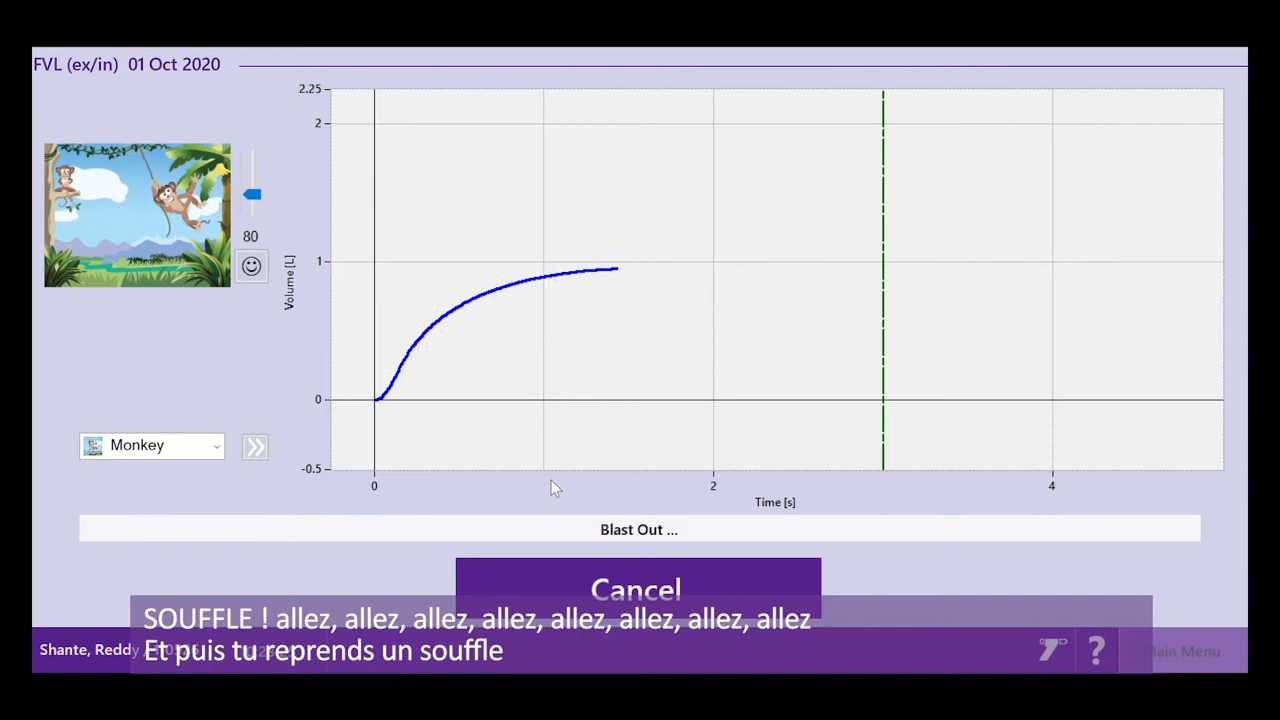 FVL (ex/in) 01 Oct 2020
2.25
2
1
0
-0.5
Volume [L]
80
Monkey
0
2
4
Time [s]
Blast Out ...
Cancel
SOUFFLE ! allez, allez, allez, allez, allez, allez, allez, allez
Et puis tu reprends un souffle
Shante, Reddy
?
Main Menu